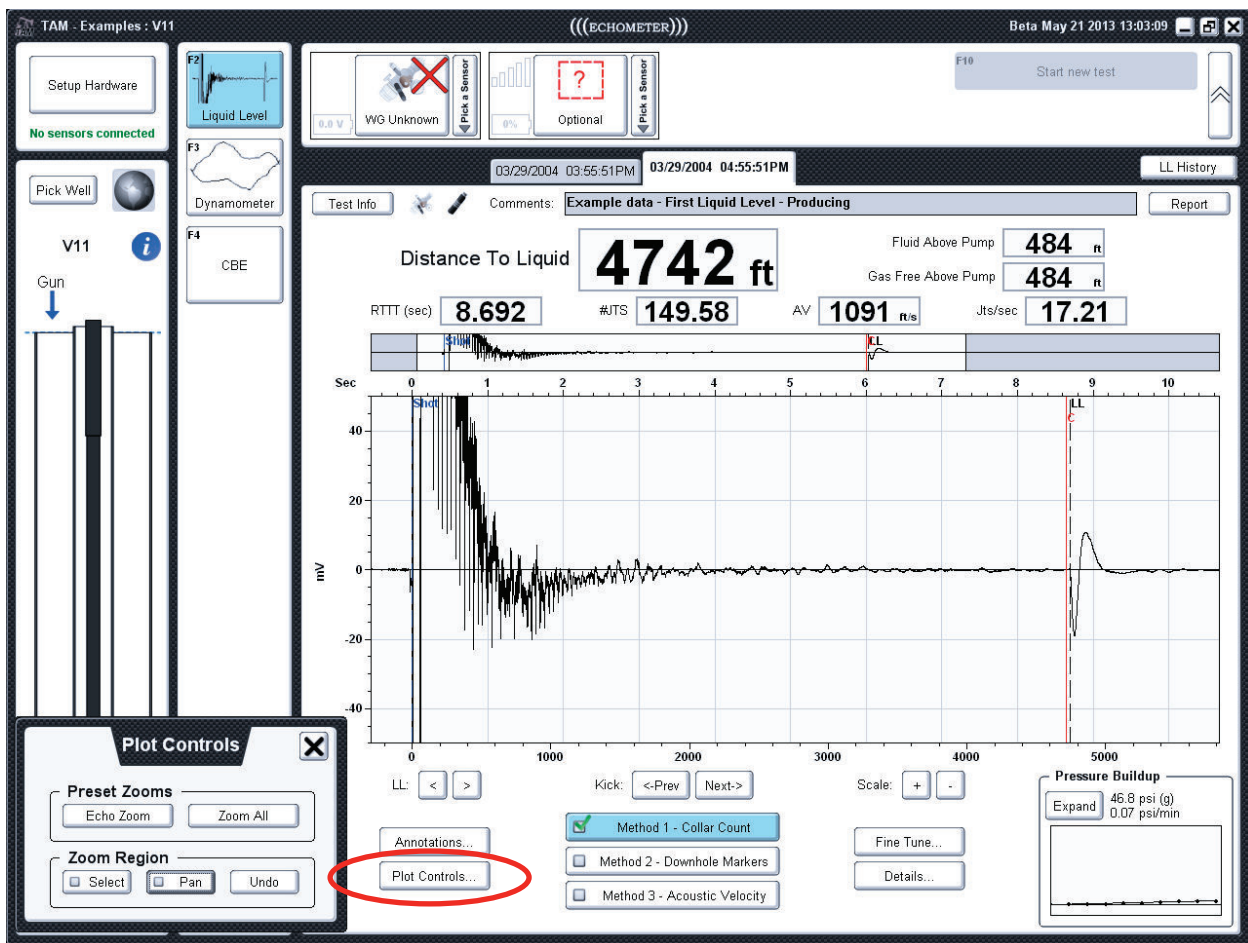 TAM - Examples : V11
(((ECHOMETER)))
Beta May 21 2013 13:03:09
Setup Hardware
No sensors connected
F2
Liquid Level
F3
Dynamometer
F4
CBE
0.0 V
WG Unknown
Pick a Sensor
0%
?
Optional
Pick a Sensor
F10
Start new test
Pick Well
V11
i
Gun
03/29/2004 03:55:51PM
03/29/2004 04:55:51PM
LL History
Test Info
Comments:
Example data - First Liquid Level - Producing
Report
Distance To Liquid
4742 ft
Fluid Above Pump
484 ft
Gas Free Above Pump
484 ft
RTTT (sec)
8.692
#JTS
149.58
AV
1091 ft/s
Jts/sec
17.21
Shot
LL
Sec
0 1 2 3 4 5 6 7 8 9 10
Shot
LL
C
mV
40
20
0
-20
-40
0 1000 2000 3000 4000 5000
LL:
<
>
Kick:
<-Prev
Next->
Scale:
+
-
Annotations...
Plot Controls...
Method 1 - Collar Count
Method 2 - Downhole Markers
Method 3 - Acoustic Velocity
Fine Tune...
Details...
Pressure Buildup
Expand
46.8 psi (g)
0.07 psi/min
Plot Controls
Preset Zooms
Echo Zoom
Zoom All
Zoom Region
Select
Pan
Undo